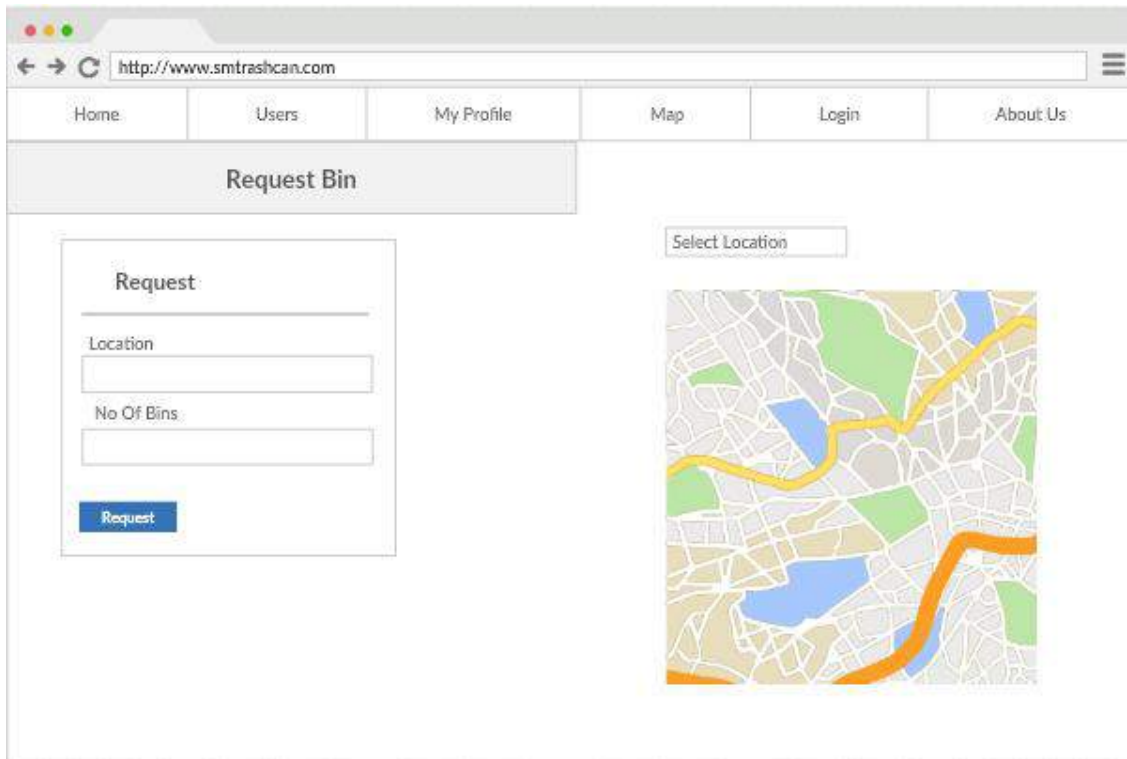 http://www.smtrashcan.com
Home Users My Profile Map Login About Us
Request Bin
Request
Location
No Of Bins
Request
Select Location